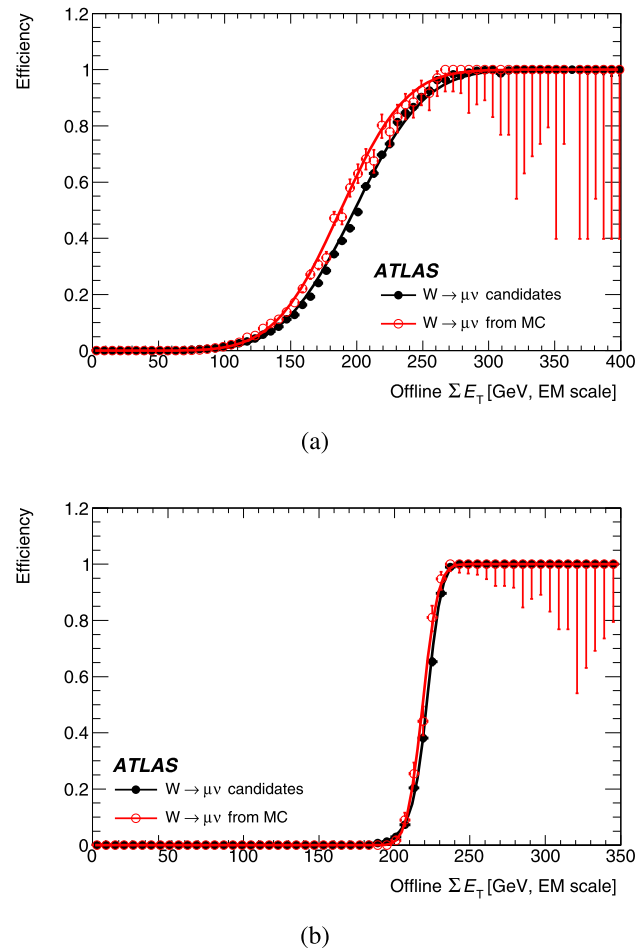 Efficiency
1.2
1
0.8
0.6
0.4
0.2
0
ATLAS
W → μν candidates
W → μν from MC
0 50 100 150 200 250 300 350 400
Offline Σ E_T [GeV, EM scale]
(a)
Efficiency
1.2
1
0.8
0.6
0.4
0.2
0
ATLAS
W → μν candidates
W → μν from MC
0 50 100 150 200 250 300 350
Offline Σ E_T [GeV, EM scale]
(b)